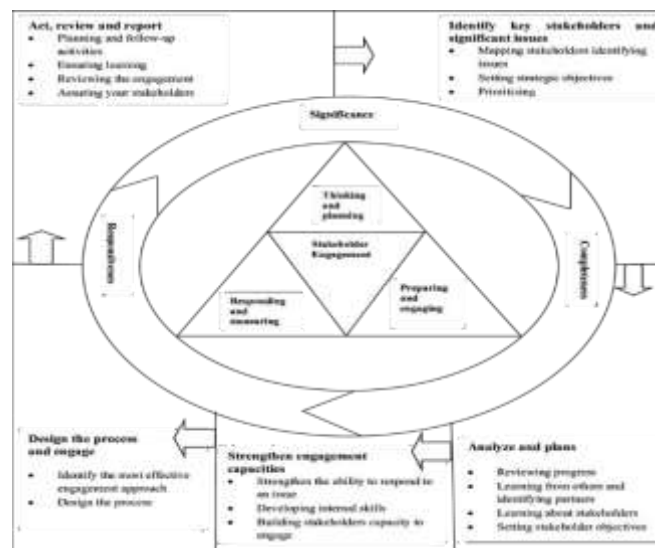 Act, review and report
• Planning and follow-up
activities
• Ensuring learning
• Reviewing the engagement
• Assuring your stakeholders
Identify key stakeholders and
significant issues
• Mapping stakeholders identifying
issues
• Setting strategic objectives
• Prioritising
Significance
Thinking
and
planning
Stakeholder
Engagement
Responding
and
measuring
Preparing
and
engaging
Responsiveness
Completeness
Design the process
and engage
• Identify the most effective
engagement approach
• Design the process
Strengthen engagement
capacities
• Strengthen the ability to respond to
an issue
• Developing internal skills
• Building stakeholders capacity to
engage
Analyze and plans
• Reviewing progress
• Learning from others and
identifying partners
• Learning about stakeholders
• Setting stakeholder objectives